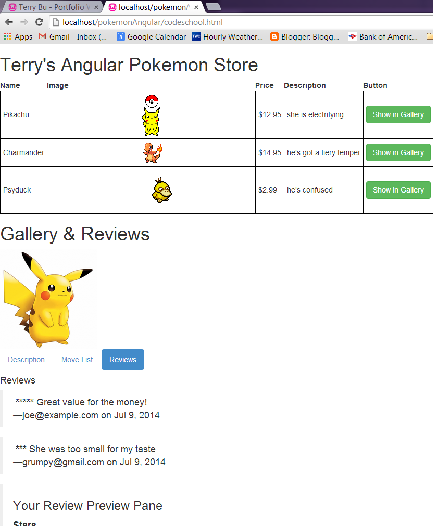 Terry Bu - Portfolio W
localhost/pokemon/
localhost/pokemonAngular/codeschool.html
Apps
Gmail - Inbox (...
Google Calendar
Hourly Weather...
Blogger: Blogg...
Bank of Americ...
Terry's Angular Pokemon Store
Name Image Price Description Button
Pikachu $12.95 she is electrifying Show in Gallery
Charmander $14.95 he's got a fiery temper Show in Gallery
Psyduck $2.99 he's confused Show in Gallery
Gallery & Reviews
Description Move List Reviews
Reviews
***** Great value for the money!
—joe@example.com on Jul 9, 2014
*** She was too small for my taste
—grumpy@gmail.com on Jul 9, 2014
Your Review Preview Pane
Stars